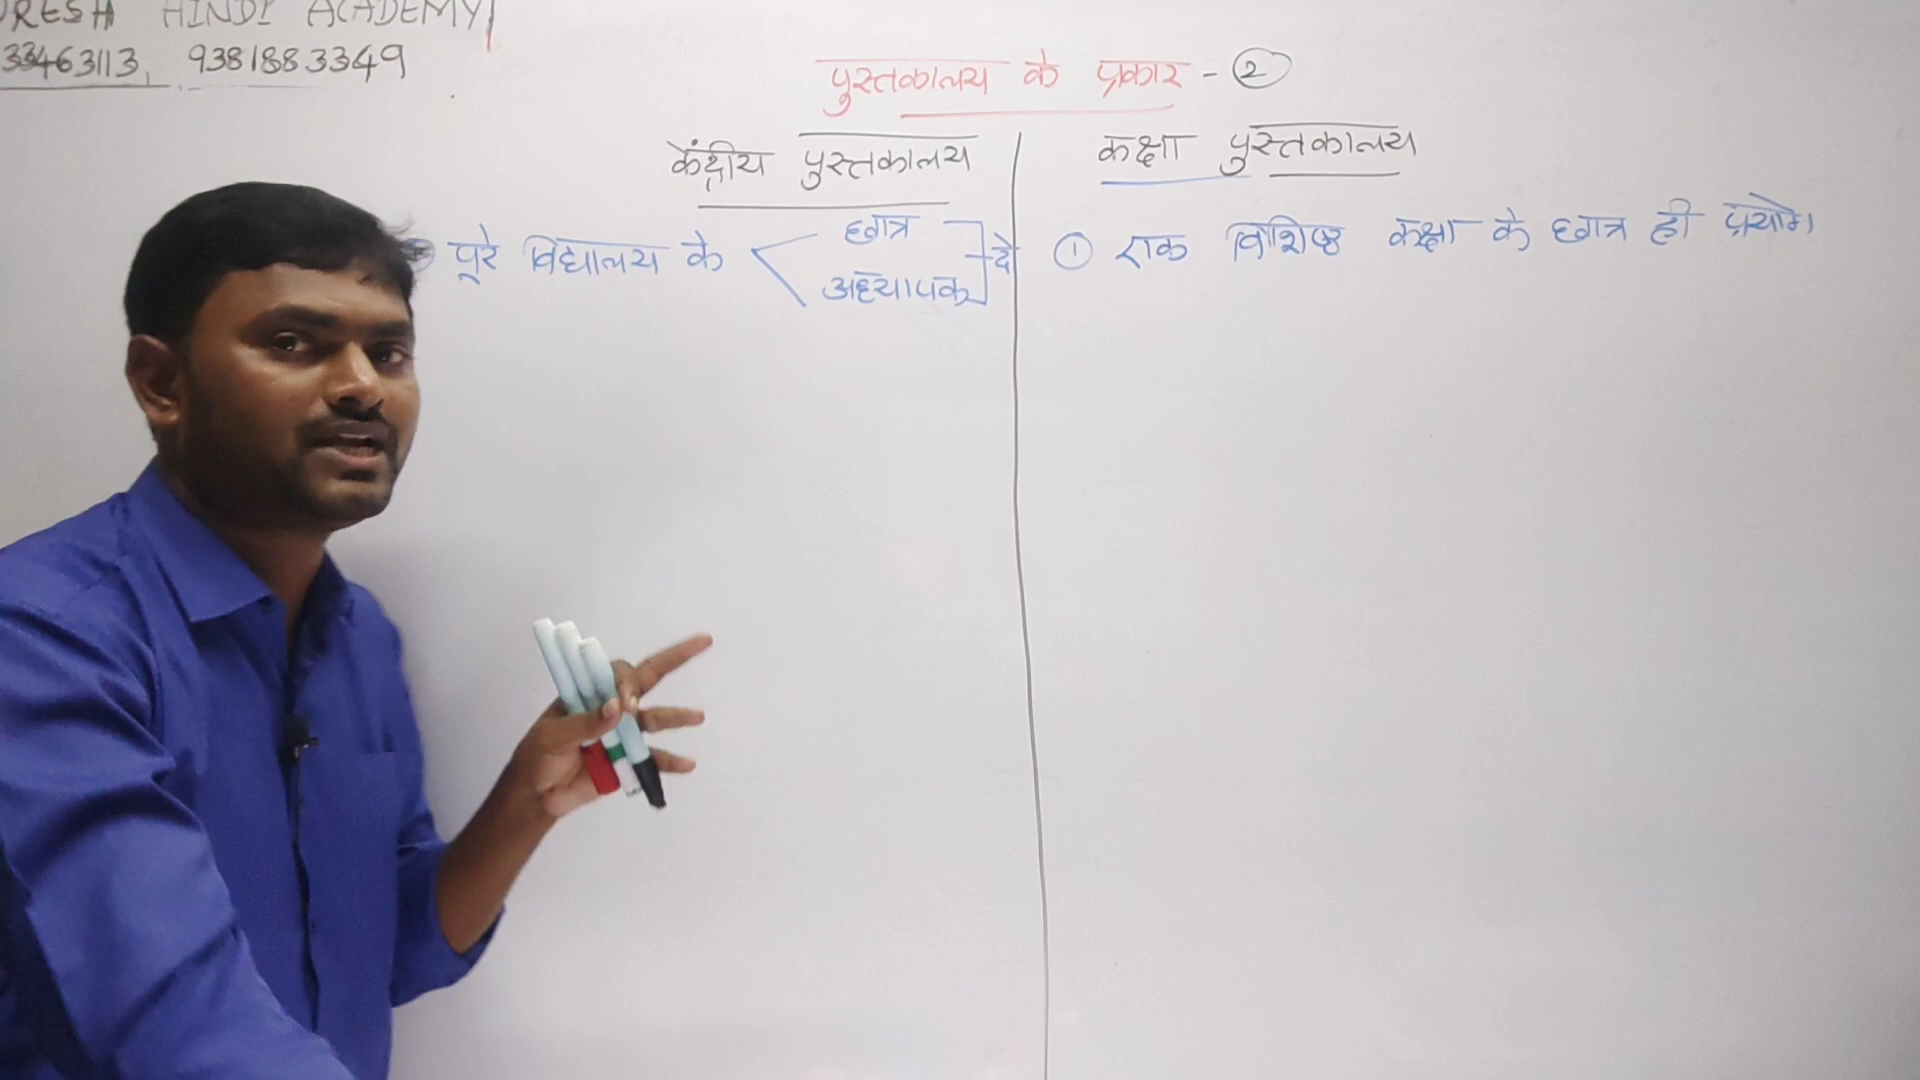 RESH HINDI ACADEMY
33463113, 9381883349
पुस्तकालय के प्रकार - 2
केंद्रीय पुस्तकालय
कक्षा पुस्तकालय
पूरे विद्यालय के छात्र अध्यापक दे
① एक विशिष्ठ कक्षा के छात्र ही प्रयोग।